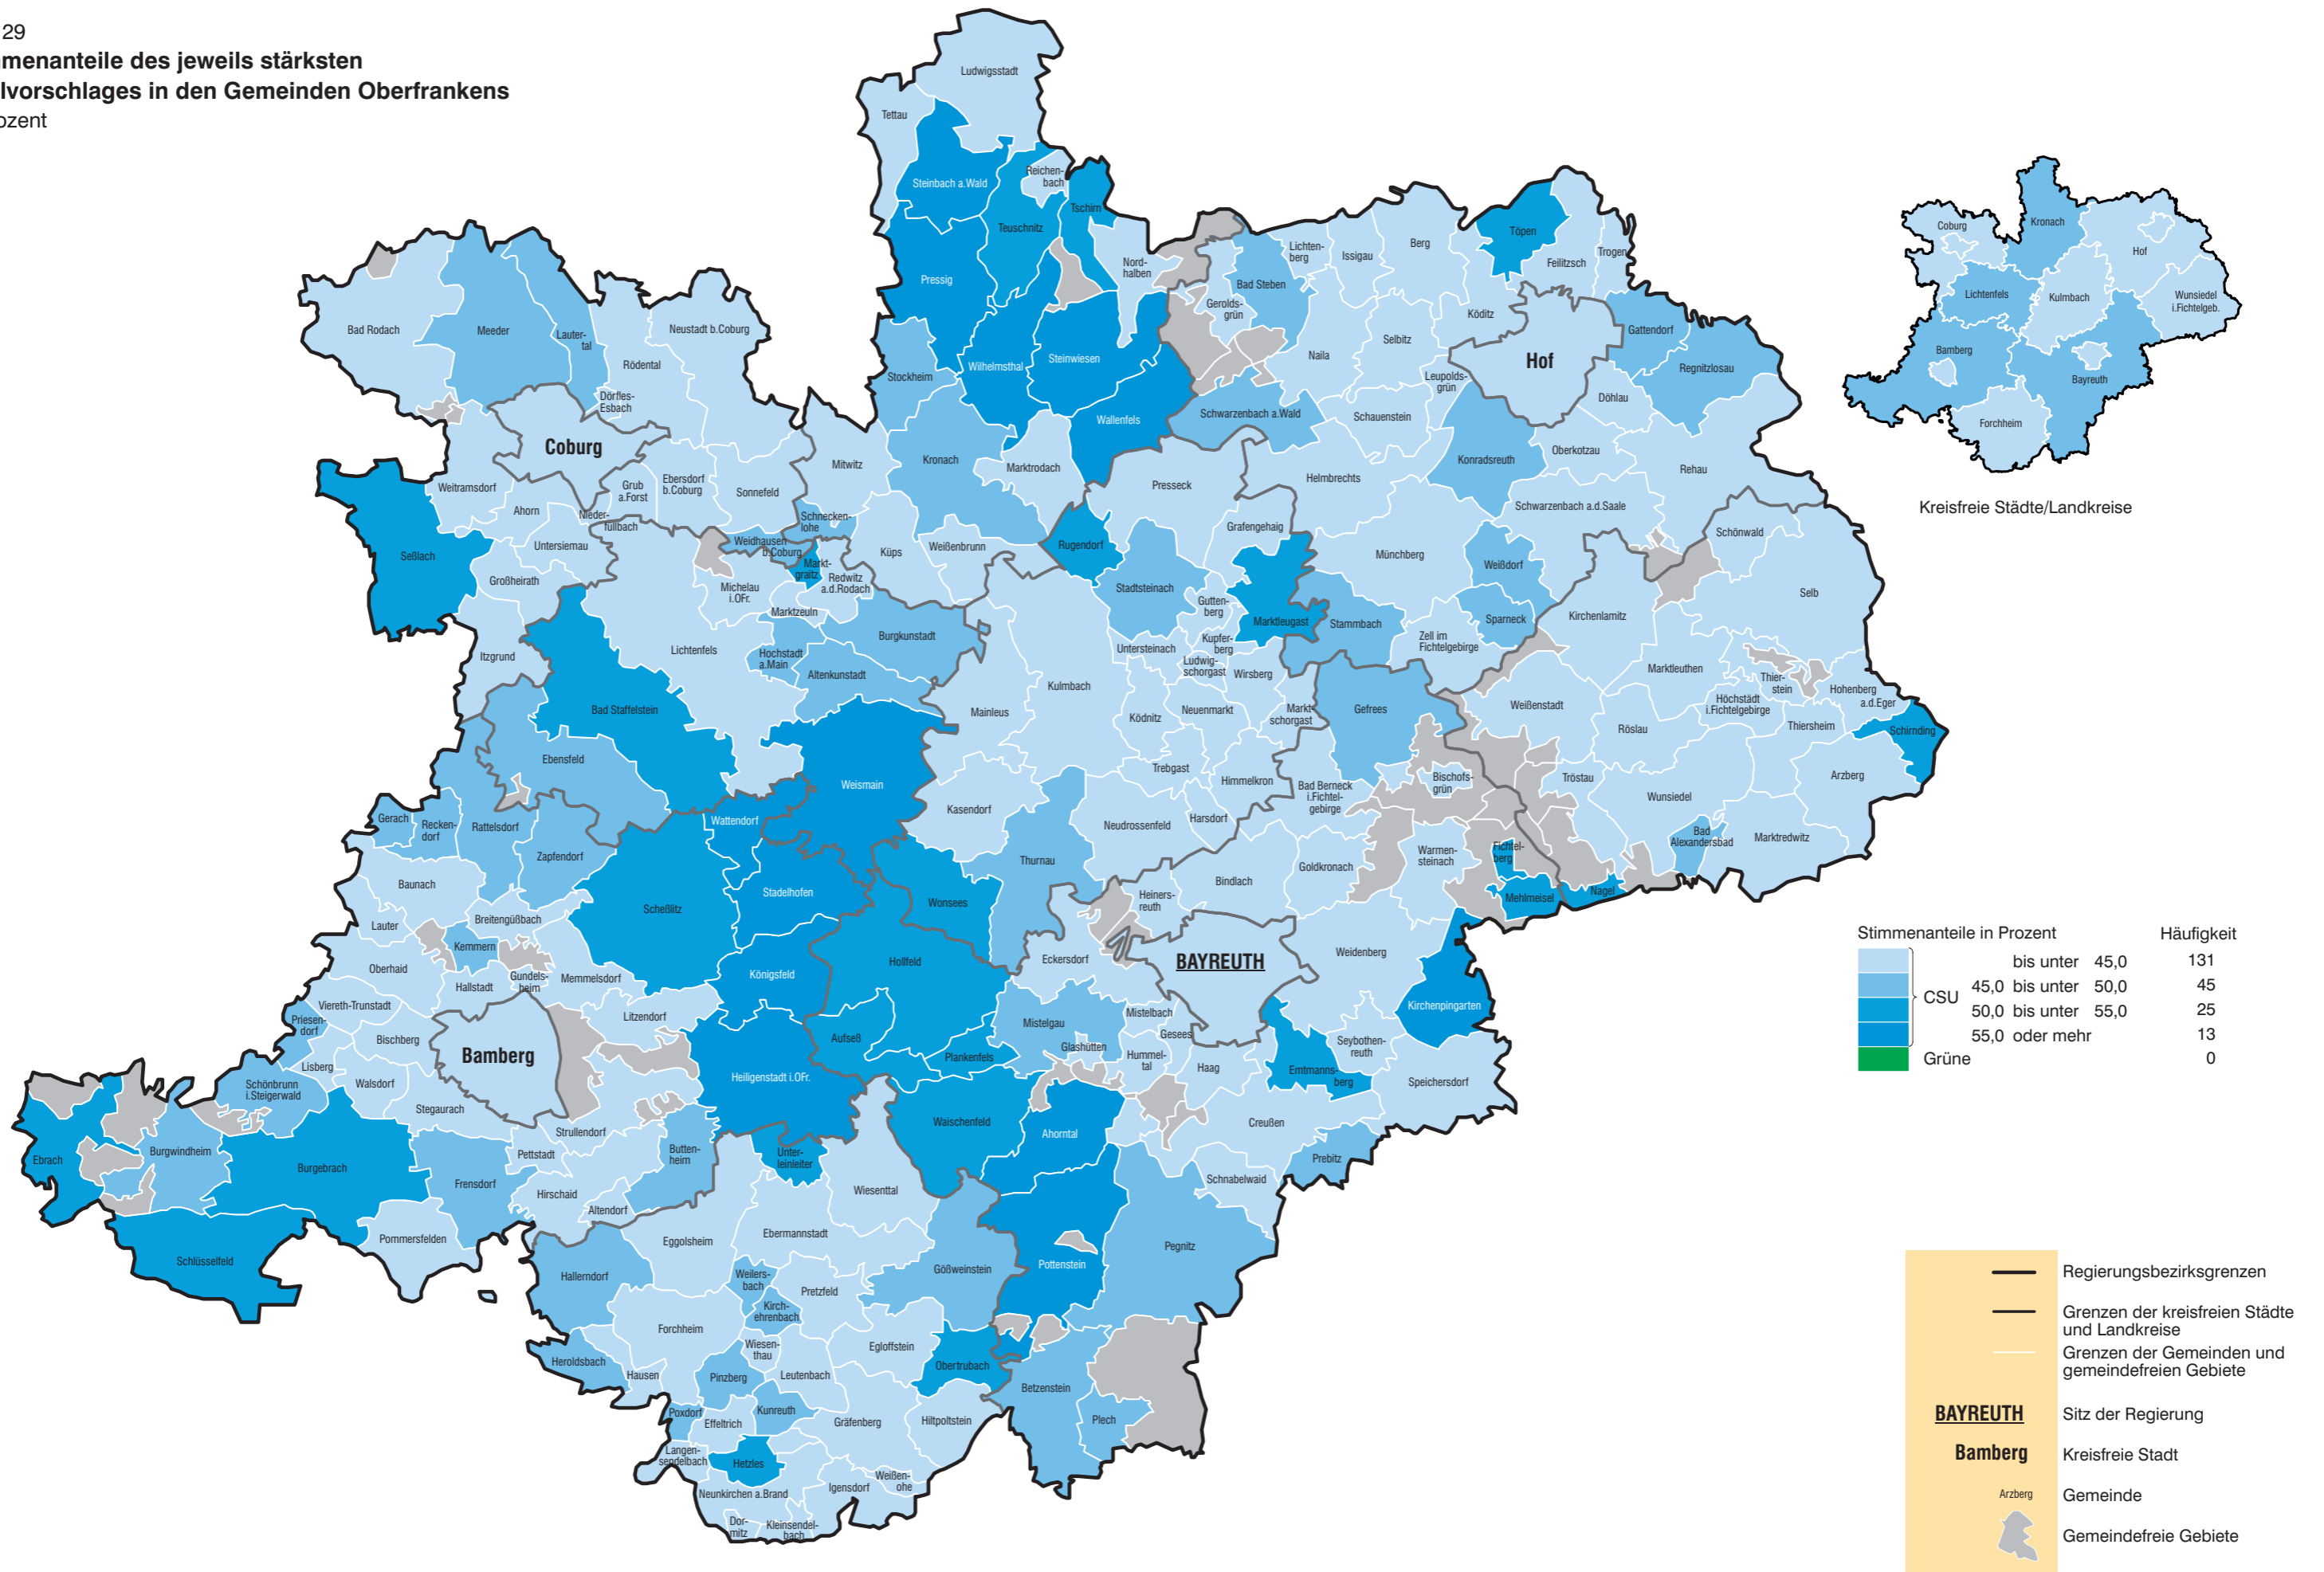 29
menanteile des jeweils stärksten
lvorschlages in den Gemeinden Oberfrankens
ozent
Ludwigsstadt
Tettau
Steinbach a.Wald
Reichen-
bach
Tschirn
Teuschnitz
Pressig
Nord-
halben
Töpen
Berg
Lichten-
berg
Issigau
Feilitzsch
Trogen
Bad Steben
Gerolds-
grün
Köditz
Gattendorf
Bad Rodach
Meeder
Lauter-
tal
Neustadt b.Coburg
Rödental
Dörfles-
Esbach
Stockheim
Wilhelmsthal
Steinwiesen
Naila
Selbitz
Hof
Leupolds-
grün
Regnitzlosau
Döhlau
Wallenfels
Schwarzenbach a.Wald
Schauenstein
Coburg
Kronach
Marktrodach
Mitwitz
Konradsreuth
Oberkotzau
Rehau
Weitramsdorf
Grub
a.Forst
Ebersdorf
b.Coburg
Sonnefeld
Presseck
Helmbrechts
Schwarzenbach a.d.Saale
Ahorn
Nieder-
füllbach
Schnecken-
lohe
Grafengehaig
Schönwald
Seßlach
Untersiemau
Weidhausen
b.Coburg
Küps
Weißenbrunn
Rugendorf
Münchberg
Weißdorf
Großheirath
Markt-
graitz
Redwitz
a.d.Rodach
Michelau
i.OFr.
Marktzeuln
Stadtsteinach
Gutten-
berg
Marktleugast
Stammbach
Sparneck
Kirchenlamitz
Selb
Itzgrund
Lichtenfels
Hochstadt
a.Main
Burgkunstadt
Altenkunstadt
Untersteinach
Kupfer-
berg
Ludwig-
schorgast
Wirsberg
Zell im
Fichtelgebirge
Marktleuthen
Thier-
stein
Hohenberg
a.d.Eger
Kulmbach
Mainleus
Bad Staffelstein
Ködnitz
Neuenmarkt
Markt-
schorgast
Gefrees
Weißenstadt
Röslau
Höchstädt
i.Fichtelgebirge
Thiersheim
Schirnding
Ebensfeld
Weismain
Trebgast
Himmelkron
Bad Berneck
i.Fichtel-
gebirge
Bischofs-
grün
Tröstau
Arzberg
Wunsiedel
Kasendorf
Neudrossenfeld
Harsdorf
Gerach
Recken-
dorf
Rattelsdorf
Wattendorf
Thurnau
Bad
Alexandersbad
Marktredwitz
Zapfendorf
Goldkronach
Warmen-
steinach
Fichtel-
berg
Baunach
Stadelhofen
Wonsees
Heiners-
reuth
Bindlach
Mehlmeisel
Nagel
Scheßlitz
Breitengüßbach
Lauter
Kemmern
Oberhaid
Eckersdorf
BAYREUTH
Weidenberg
Hollfeld
Königsfeld
Gundels-
heim
Memmelsdorf
Hallstadt
Kirchenpingarten
Viereth-Trunstadt
Priesen-
dorf
Litzendorf
Mistelgau
Mistelbach
Gesees
Bischberg
Aufseß
Glashütten
Hummel-
tal
Seybothen-
reuth
Bamberg
Plankenfels
Lisberg
Haag
Emtmanns-
berg
Schönbrunn
i.Steigerwald
Walsdorf
Heiligenstadt i.OFr.
Speichersdorf
Stegaurach
Strullendorf
Waischenfeld
Ahorntal
Creußen
Ebrach
Burgwindheim
Burgebrach
Pettstadt
Butten-
heim
Unter-
leinleiter
Prebitz
Frensdorf
Hirschaid
Altendorf
Wiesenttal
Schnabelwaid
Pommersfelden
Schlüsselfeld
Eggolsheim
Ebermannstadt
Pegnitz
Hallerndorf
Weilers-
bach
Pretzfeld
Gößweinstein
Pottenstein
Kirch-
ehrenbach
Forchheim
Wiesen-
thau
Egloffstein
Heroldsbach
Hausen
Pinzberg
Leutenbach
Obertrubach
Betzenstein
Poxdorf
Effeltrich
Kunreuth
Gräfenberg
Hiltpoltstein
Plech
Langen-
sendelbach
Hetzles
Neunkirchen a.Brand
Igensdorf
Weißen-
ohe
Dor-
mitz
Kleinsendel-
bach
Coburg
Kronach
Hof
Lichtenfels
Kulmbach
Wunsiedel
i.Fichtelgeb.
Bamberg
Bayreuth
Forchheim
Kreisfreie Städte/Landkreise
Stimmenanteile in Prozent Häufigkeit
bis unter 45,0 131
45,0 bis unter 50,0 45
CSU
50,0 bis unter 55,0 25
55,0 oder mehr 13
Grüne 0
Regierungsbezirksgrenzen
Grenzen der kreisfreien Städte
und Landkreise
Grenzen der Gemeinden und
gemeindefreien Gebiete
BAYREUTH Sitz der Regierung
Bamberg Kreisfreie Stadt
Arzberg Gemeinde
Gemeindefreie Gebiete